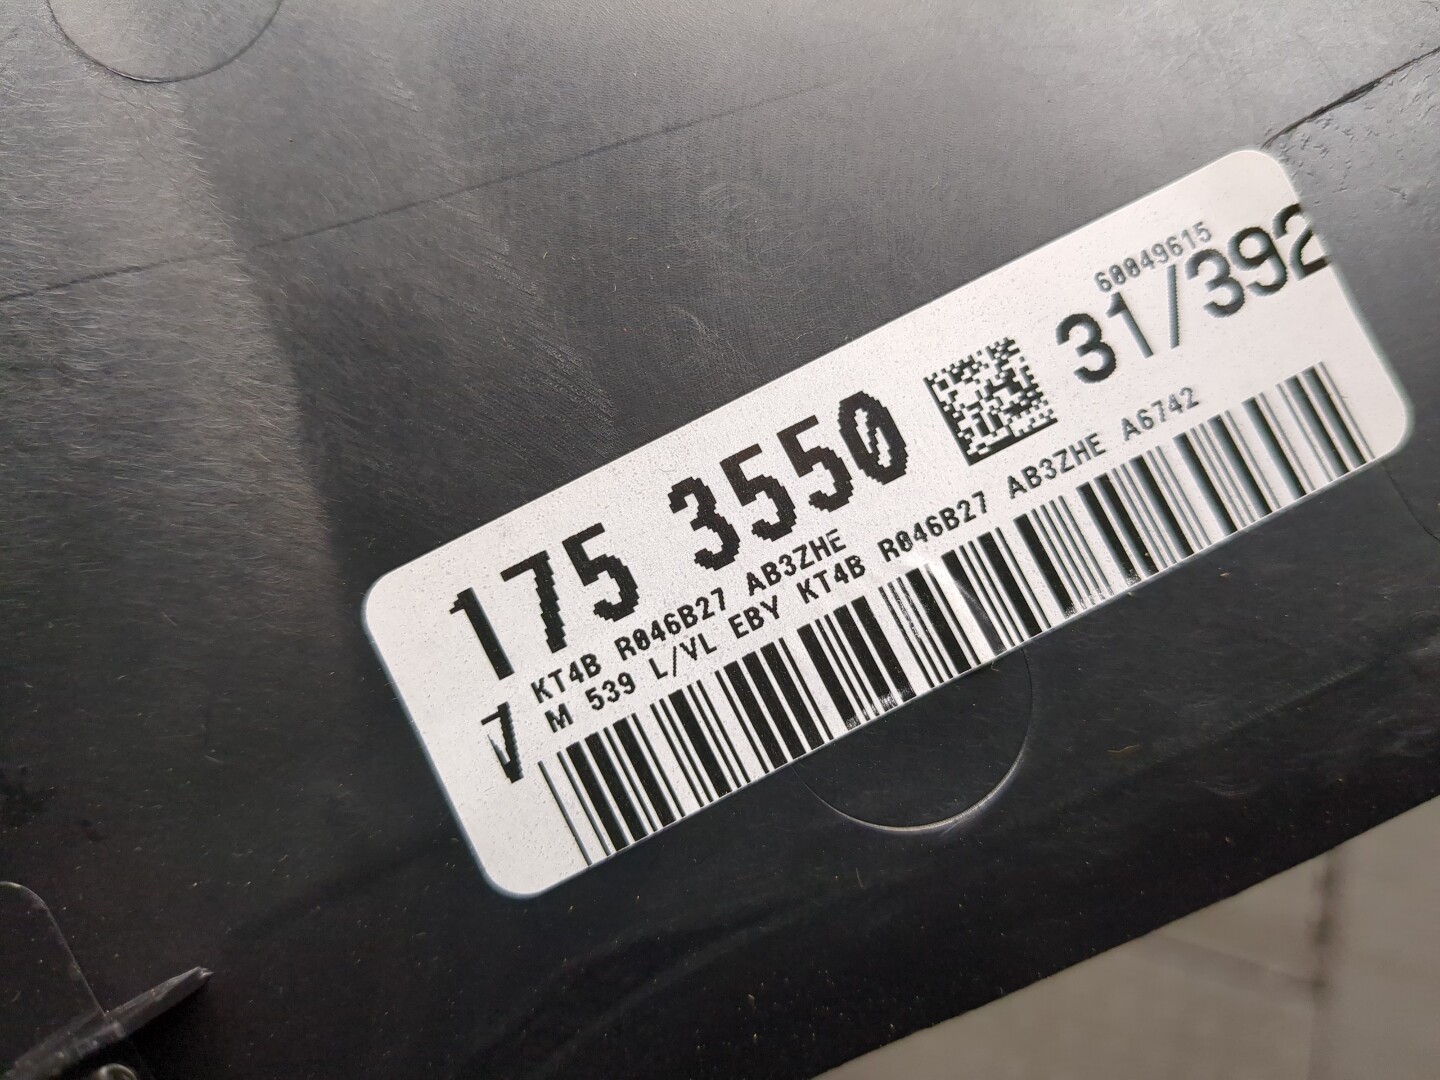 60049615
175 3550 31/392
KT4B R046B27 AB3ZHE
V M 539 L/VL EBY KT4B R046B27 AB3ZHE A6742